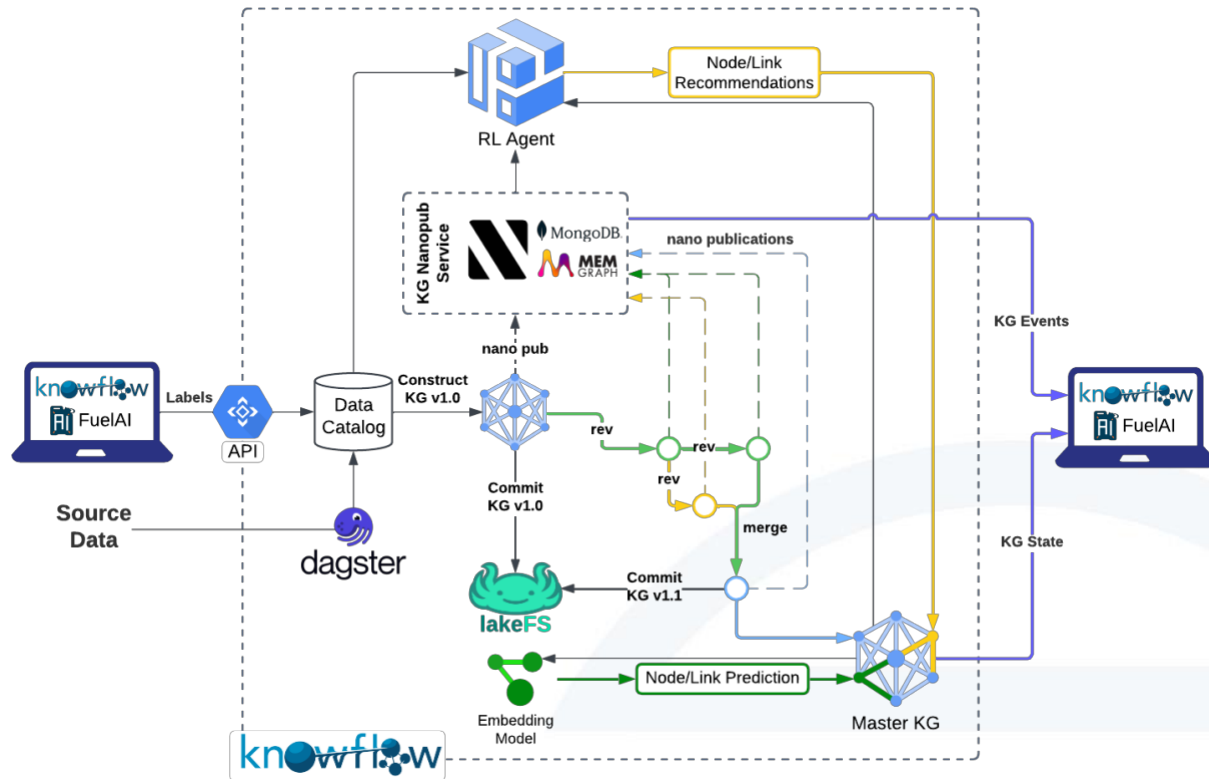 Node/Link
Recommendations
RL Agent
KG Nanopub
Service
MongoDB.
MEM
GRAPH
nano publications
KG Events
nano pub
knowflow
AI FuelAI
Labels
API
Data
Catalog
Construct
KG v1.0
rev
rev
rev
knowflow
AI FuelAI
Commit
KG v1.0
Source
Data
dagster
merge
KG State
Commit
KG v1.1
lakeFS
Node/Link Prediction
Embedding
Model
Master KG
knowflow